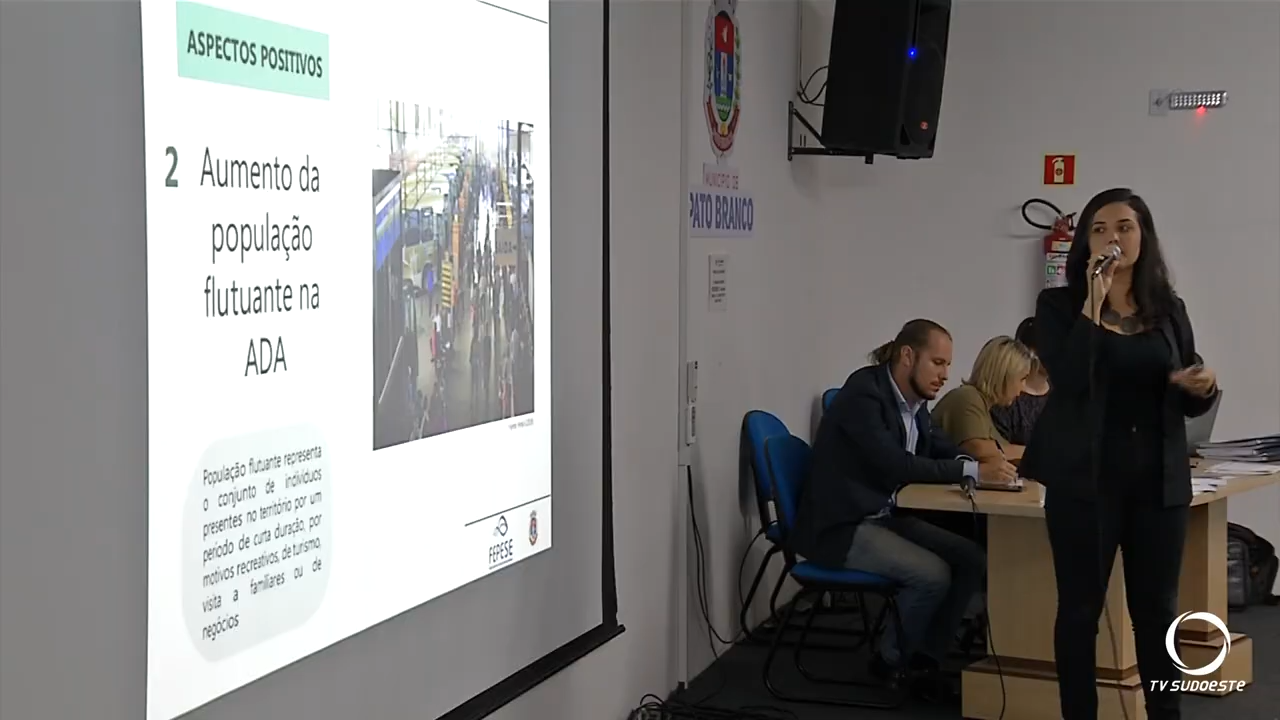 ASPECTOS POSITIVOS
2 Aumento da
população
flutuante na
ADA
População flutuante representa
o conjunto de indivíduos
presentes no território por um
período de curta duração, por
motivos recreativos, de turismo,
visita a familiares ou de
negócios
FEPESE
MUNICÍPIO DE
PATO BRANCO
TV SUDOESTE